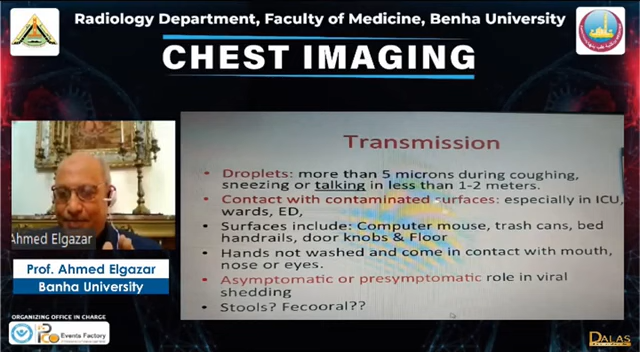 Radiology Department, Faculty of Medicine, Benha University
CHEST IMAGING
Transmission
• Droplets: more than 5 microns during coughing,
sneezing or talking in less than 1-2 meters.
• Contact with contaminated surfaces: especially in ICU,
wards, ED,
• Surfaces include: Computer mouse, trash cans, bed
handrails, door knobs & Floor
• Hands not washed and come in contact with mouth,
nose or eyes.
• Asymptomatic or presymptomatic role in viral
shedding
• Stools? Fecooral??
Ahmed Elgazar
Prof. Ahmed Elgazar
Banha University
ORGANIZING OFFICE IN CHARGE
Events Factory
DALAS